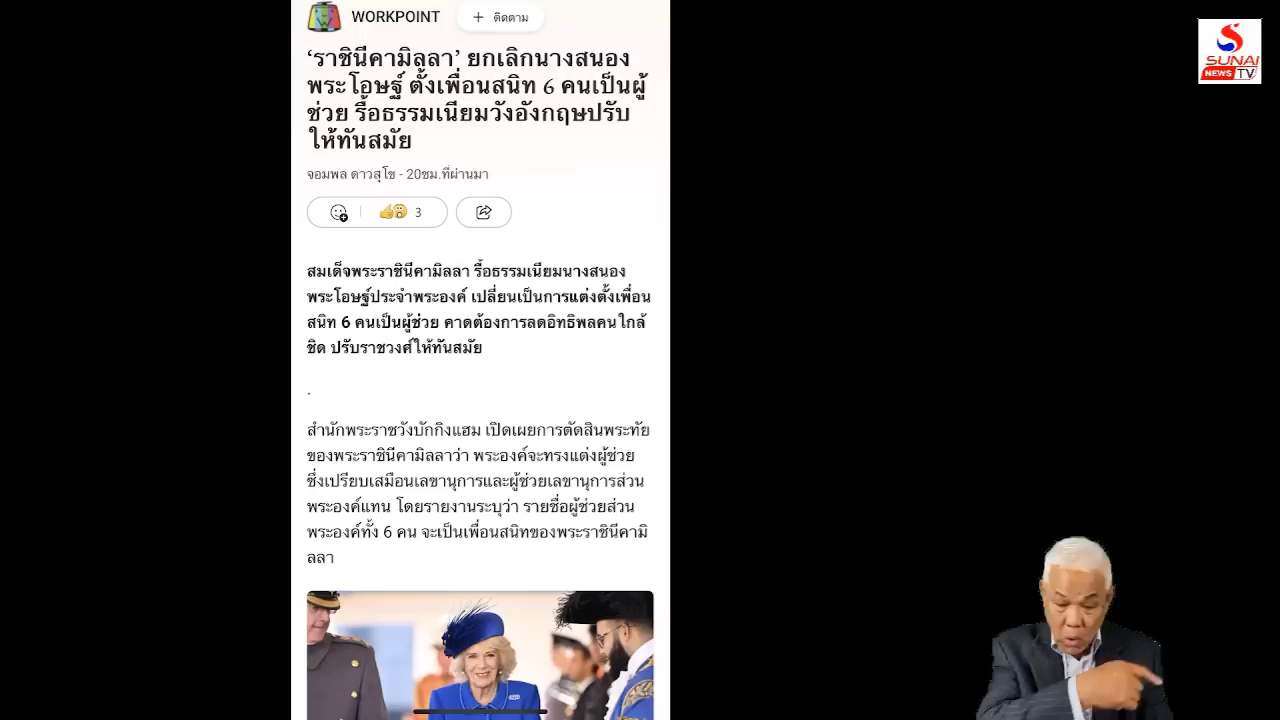 WORKPOINT
+ ติดตาม
‘ราชินีคามิลลา’ ยกเลิกนางสนอง
พระโอษฐ์ ตั้งเพื่อนสนิท 6 คนเป็นผู้
ช่วย รื้อธรรมเนียมวังอังกฤษปรับ
ให้ทันสมัย
จอมพล ดาวสุโข - 20ชม.ที่ผ่านมา
3
สมเด็จพระราชินีคามิลลา รื้อธรรมเนียมนางสนอง
พระโอษฐ์ประจำพระองค์ เปลี่ยนเป็นการแต่งตั้งเพื่อน
สนิท 6 คนเป็นผู้ช่วย คาดต้องการลดอิทธิพลคนใกล้
ชิด ปรับราชวงศ์ให้ทันสมัย
.
สำนักพระราชวังบักกิงแฮม เปิดเผยการตัดสินพระทัย
ของพระราชินีคามิลลาว่า พระองค์จะทรงแต่งผู้ช่วย
ซึ่งเปรียบเสมือนเลขานุการและผู้ช่วยเลขานุการส่วน
พระองค์แทน โดยรายงานระบุว่า รายชื่อผู้ช่วยส่วน
พระองค์ทั้ง 6 คน จะเป็นเพื่อนสนิทของพระราชินีคามิ
ลลา
SUNAI
NEWS TV